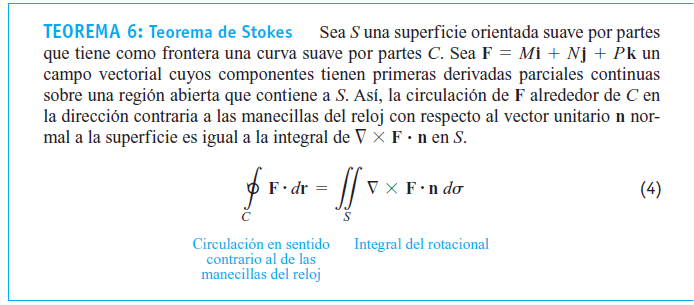 TEOREMA 6: Teorema de Stokes Sea S una superficie orientada suave por partes
que tiene como frontera una curva suave por partes C. Sea F = Mi + Nj + Pk un
campo vectorial cuyos componentes tienen primeras derivadas parciales continuas
sobre una región abierta que contiene a S. Así, la circulación de F alrededor de C en
la dirección contraria a las manecillas del reloj con respecto al vector unitario n nor-
mal a la superficie es igual a la integral de ∇ × F · n en S.
∮_C F · dr = ∬_S ∇ × F · n dσ (4)
Circulación en sentido
contrario al de las
manecillas del reloj
Integral del rotacional